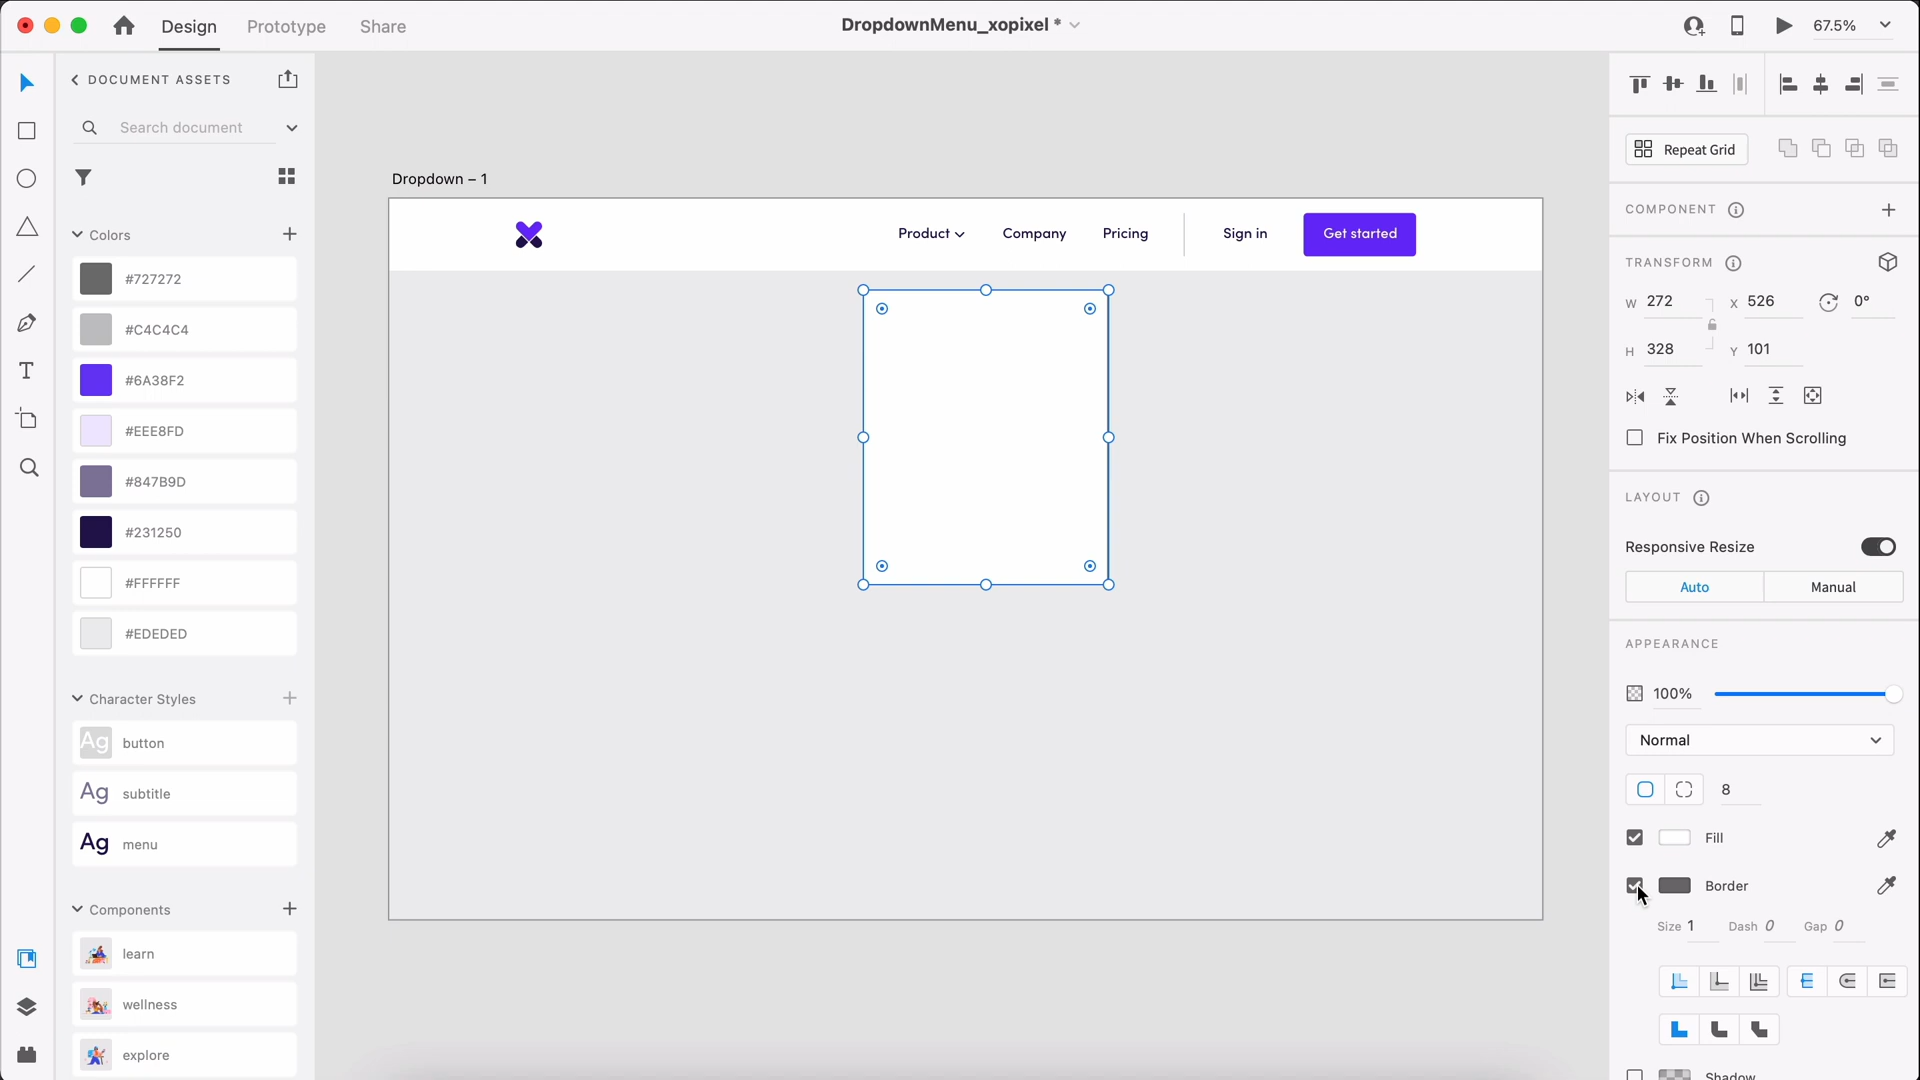 Design
Prototype
Share
DropdownMenu_xopixel *
67.5%
DOCUMENT ASSETS
Search document
Colors
#727272
#C4C4C4
#6A38F2
#EEE8FD
#847B9D
#231250
#FFFFFF
#EDEDED
Character Styles
Ag button
Ag subtitle
Ag menu
Components
learn
wellness
explore
Dropdown – 1
Product
Company
Pricing
Sign in
Get started
Repeat Grid
COMPONENT
TRANSFORM
W 272
X 526
0°
H 328
Y 101
Fix Position When Scrolling
LAYOUT
Responsive Resize
Auto
Manual
APPEARANCE
100%
Normal
8
Fill
Border
Size 1
Dash 0
Gap 0
Shadow